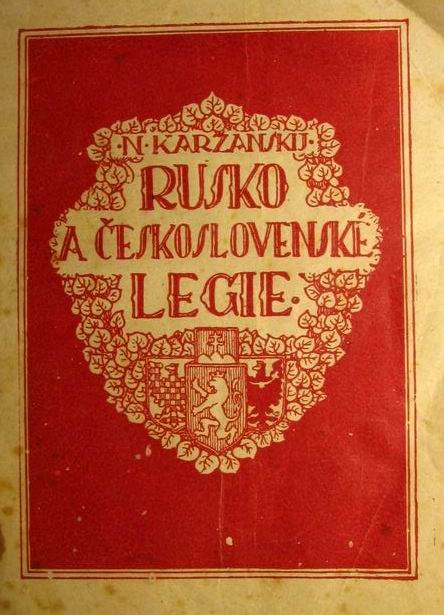 ·N·KARŽANSKIJ·
RUSKO
A ČESKOSLOVENSKÉ
LEGIE·